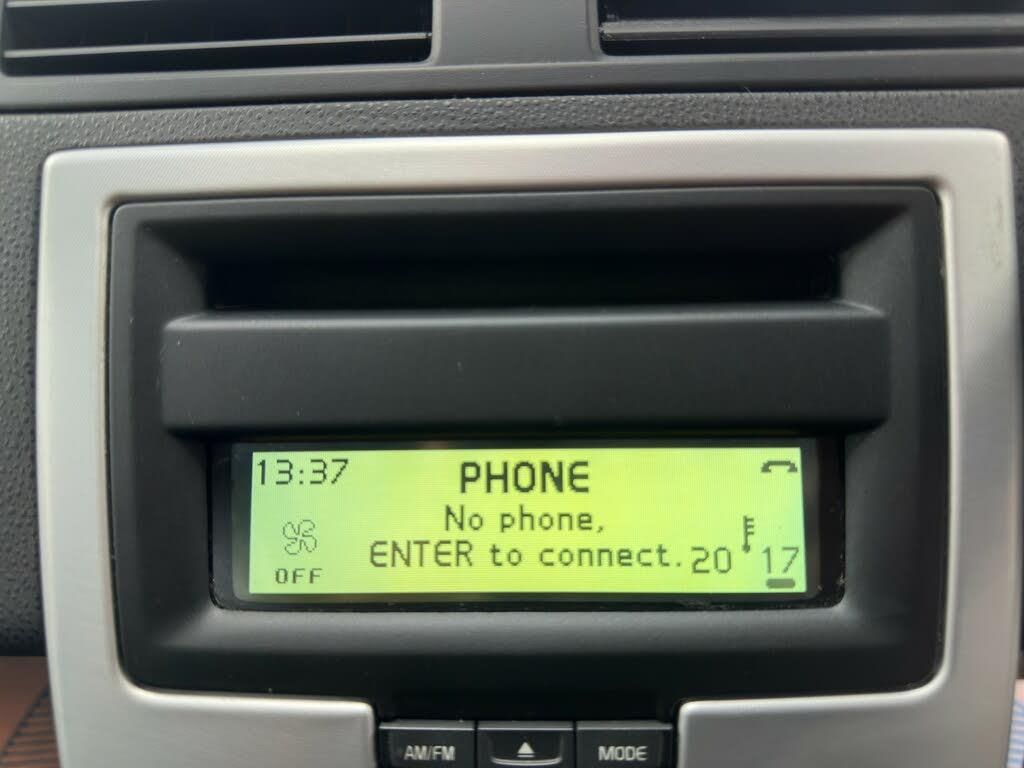 13:37
PHONE
No phone,
ENTER to connect.
20
17
OFF
AM/FM
MODE